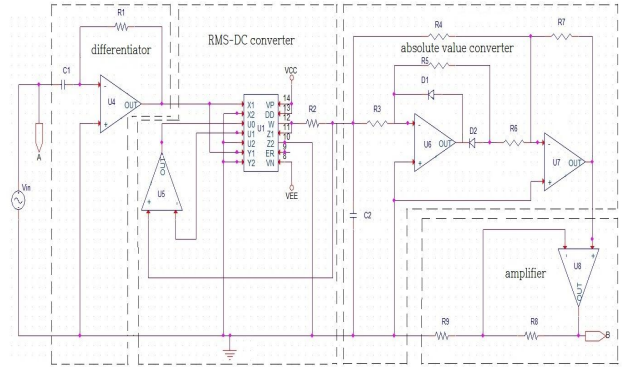 differentiator
RMS-DC converter
absolute value converter
amplifier
R1
C1
-
+
OUT
U4
A
Vin
X1
X2
U0
U1
U2
Y1
Y2
U1
VP
DD
W
Z1
Z2
ER
VN
14
13
12
11
10
9
8
VCC
VEE
OUT
U5
+
-
R2
R3
R4
R5
R7
D1
-
+
OUT
U6
D2
R6
-
+
OUT
U7
C2
-
+
U8
OUT
R9
R8
B